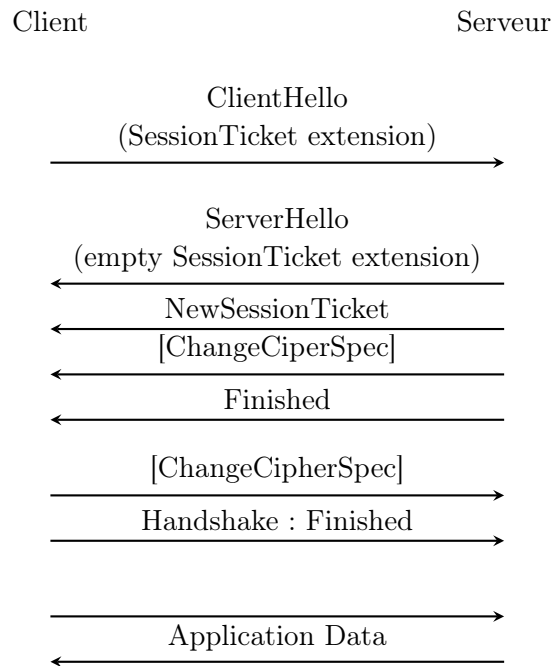 Client Serveur
ClientHello
(SessionTicket extension)
ServerHello
(empty SessionTicket extension)
NewSessionTicket
[ChangeCiperSpec]
Finished
[ChangeCipherSpec]
Handshake : Finished
Application Data